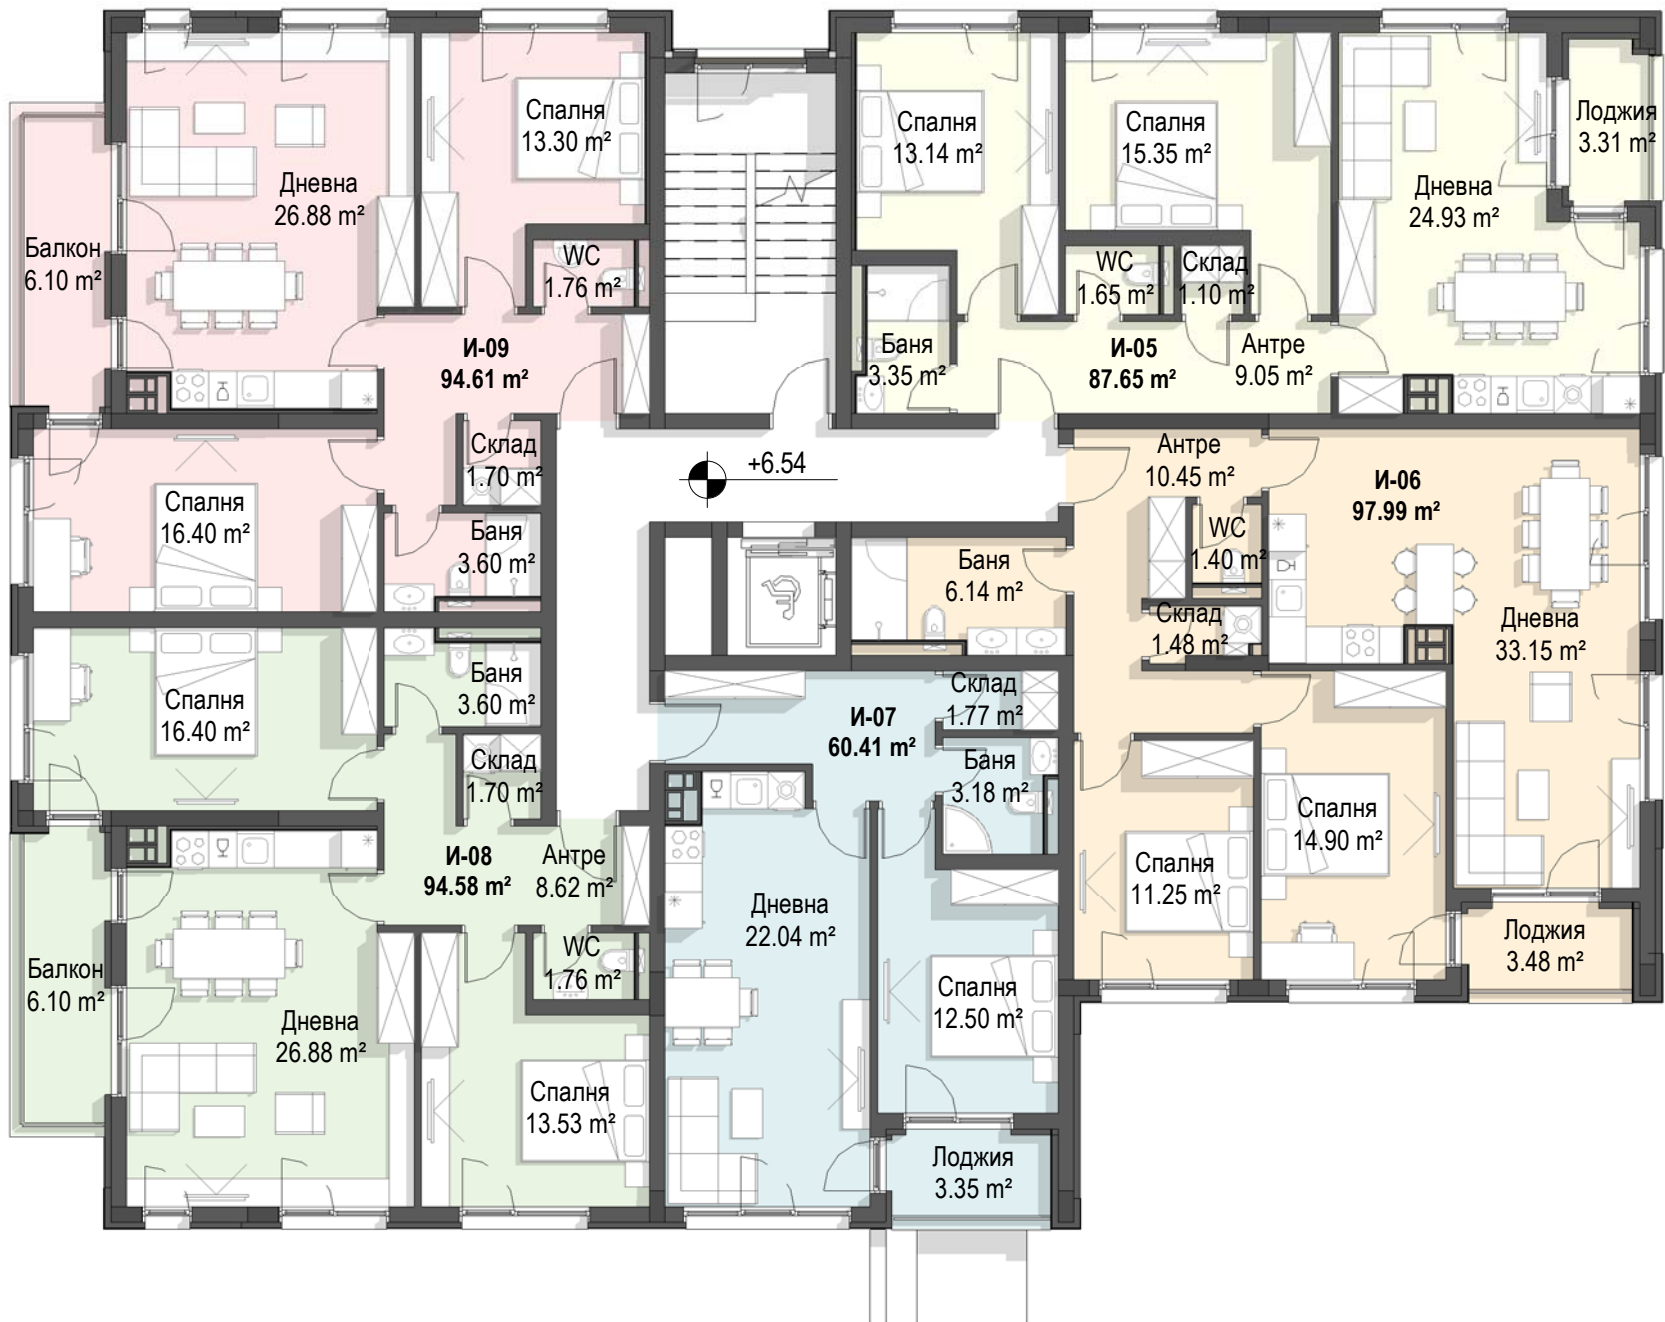 Спалня
13.30 m²
Дневна
26.88 m²
Балкон
6.10 m²
WC
1.76 m²
И-09
94.61 m²
Склад
1.70 m²
Баня
3.60 m²
Спалня
16.40 m²
Спалня
13.14 m²
Спалня
15.35 m²
Лоджия
3.31 m²
Дневна
24.93 m²
WC
1.65 m²
Склад
1.10 m²
Баня
3.35 m²
И-05
87.65 m²
Антре
9.05 m²
+6.54
Антре
10.45 m²
И-06
97.99 m²
WC
1.40 m²
Баня
6.14 m²
Склад
1.48 m²
Дневна
33.15 m²
Спалня
11.25 m²
Спалня
14.90 m²
Лоджия
3.48 m²
Склад
1.77 m²
И-07
60.41 m²
Баня
3.18 m²
Дневна
22.04 m²
Спалня
12.50 m²
Лоджия
3.35 m²
Спалня
16.40 m²
Баня
3.60 m²
Склад
1.70 m²
И-08
94.58 m²
Антре
8.62 m²
WC
1.76 m²
Балкон
6.10 m²
Дневна
26.88 m²
Спалня
13.53 m²